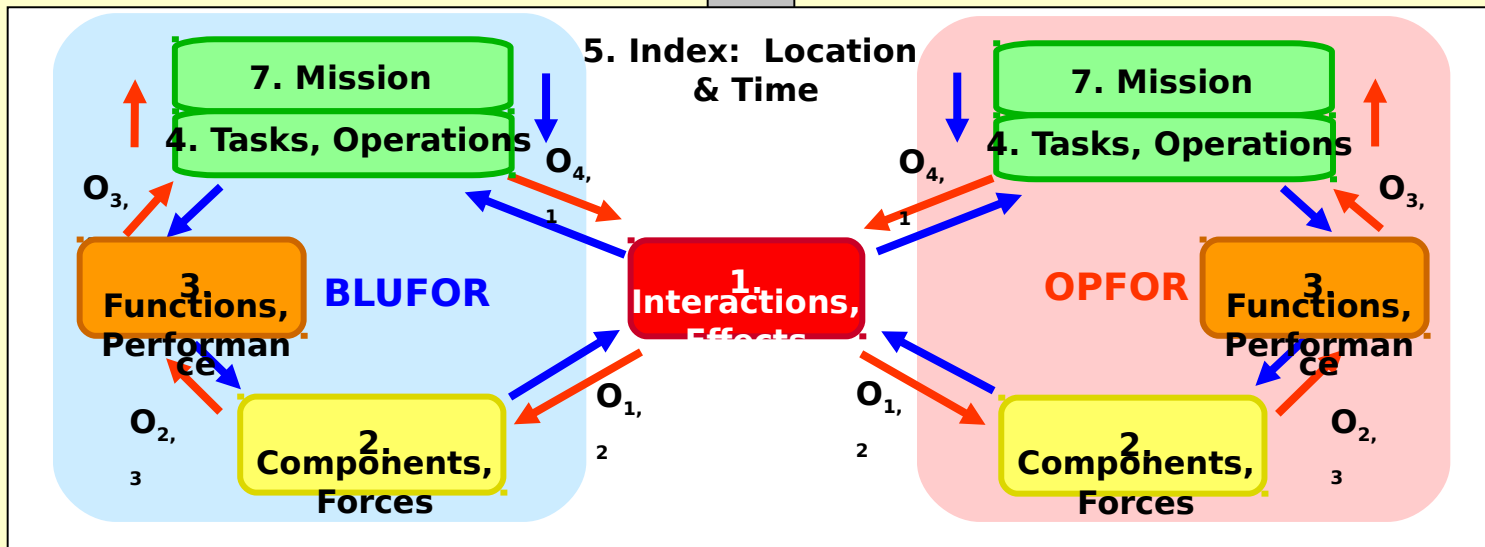 5. Index: Location
& Time
7. Mission
4. Tasks, Operations
O3,
O4,
1
3.
Functions,
Performan
ce
BLUFOR
O2,
3
2.
Components,
Forces
O1,
2
1.
Interactions,
Effects
7. Mission
4. Tasks, Operations
O4,
1
O3,
OPFOR
3.
Functions,
Performan
ce
O1,
2
2.
Components,
Forces
O2,
3